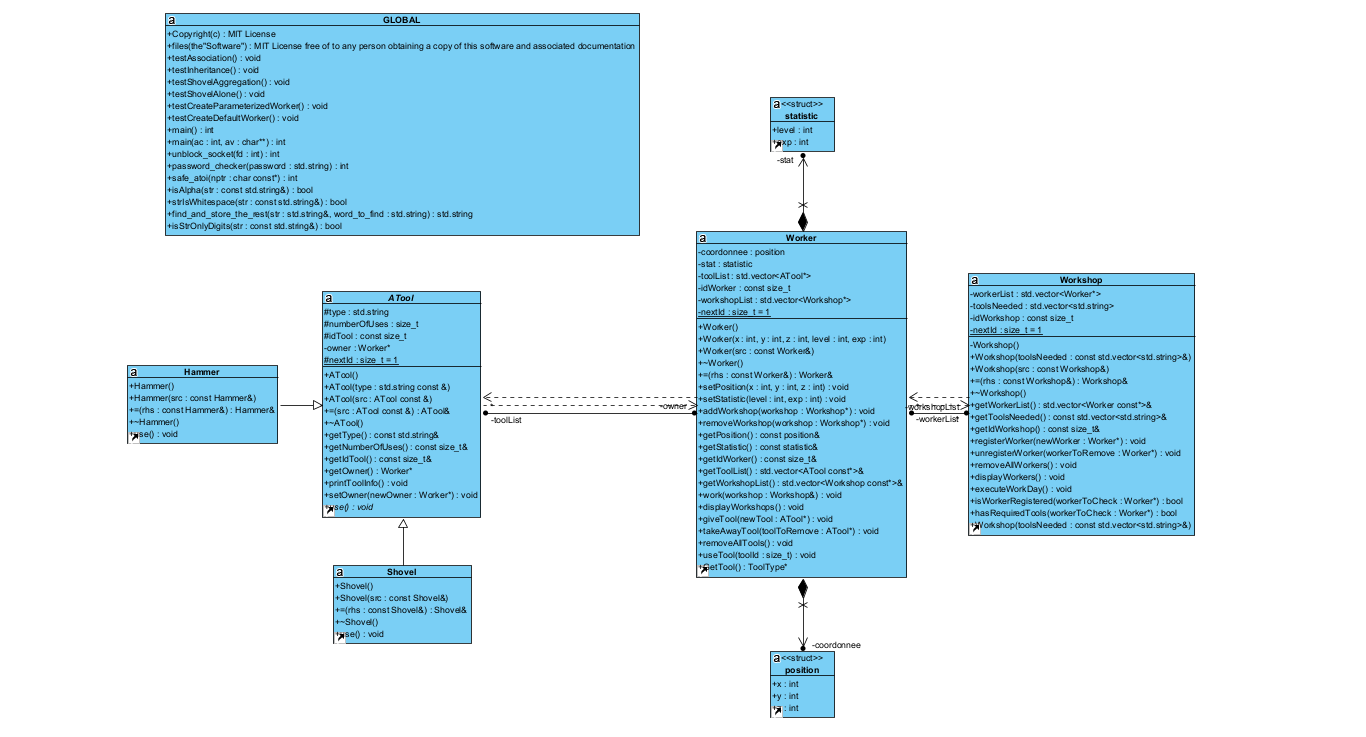 a
GLOBAL
+Copyright(c) : MIT License
+files(the"Software") : MIT License free of to any person obtaining a copy of this software and associated documentation
+testAssociation() : void
+testInheritance() : void
+testShovelAggregation() : void
+testShovelAlone() : void
+testCreateParameterizedWorker() : void
+testCreateDefaultWorker() : void
+main() : int
+main(ac : int, av : char**) : int
+unblock_socket(fd : int) : int
+password_checker(password : std.string) : int
+safe_atoi(nptr : char const*) : int
+isAlpha(str : const std.string&) : bool
+strIsWhitespace(str : const std.string&) : bool
+find_and_store_the_rest(str : std.string&, word_to_find : std.string) : std.string
+isStrOnlyDigits(str : const std.string&) : bool
a
<<struct>>
statistic
+level : int
exp : int
-stat
a
Worker
-coordonnee : position
-stat : statistic
-toolList : std.vector<ATool*>
-idWorker : const size_t
-workshopList : std.vector<Workshop*>
-nextId : size_t = 1
+Worker()
+Worker(x : int, y : int, z : int, level : int, exp : int)
+Worker(src : const Worker&)
+~Worker()
+=(rhs : const Worker&) : Worker&
+setPosition(x : int, y : int, z : int) : void
+setStatistic(level : int, exp : int) : void
+addWorkshop(workshop : Workshop*) : void
+removeWorkshop(workshop : Workshop*) : void
+getPosition() : const position&
+getStatistic() : const statistic&
+getIdWorker() : const size_t&
+getToolList() : std.vector<ATool const*>&
+getWorkshopList() : std.vector<Workshop const*>&
+work(workshop : Workshop&) : void
+displayWorkshops() : void
+giveTool(newTool : ATool*) : void
+takeAwayTool(toolToRemove : ATool*) : void
+removeAllTools() : void
+useTool(toolId : size_t) : void
+GetTool() : ToolType*
a
Workshop
-workerList : std.vector<Worker*>
-toolsNeeded : std.vector<std.string>
-idWorkshop : const size_t
-nextId : size_t = 1
-Workshop()
+Workshop(toolsNeeded : const std.vector<std.string>&)
+Workshop(src : const Workshop&)
+=(rhs : const Workshop&) : Workshop&
+~Workshop()
+getWorkerList() : std.vector<Worker const*>&
+getToolsNeeded() : const std.vector<std.string>&
+getIdWorkshop() : const size_t&
+registerWorker(newWorker : Worker*) : void
+unregisterWorker(workerToRemove : Worker*) : void
+removeAllWorkers() : void
+displayWorkers() : void
+executeWorkDay() : void
+isWorkerRegistered(workerToCheck : Worker*) : bool
+hasRequiredTools(workerToCheck : Worker*) : bool
+Workshop(toolsNeeded : const std.vector<std.string>&)
a
ATool
#type : std.string
#numberOfUses : size_t
#idTool : const size_t
-owner : Worker*
#nextId : size_t = 1
+ATool()
+ATool(type : std.string const &)
+ATool(src : ATool const &)
+=(src : ATool const &) : ATool&
+~ATool()
+getType() : const std.string&
+getNumberOfUses() : const size_t&
+getIdTool() : const size_t&
+getOwner() : Worker*
+printToolInfo() : void
+setOwner(newOwner : Worker*) : void
+use() : void
a
Hammer
+Hammer()
+Hammer(src : const Hammer&)
+=(rhs : const Hammer&) : Hammer&
+~Hammer()
+use() : void
-owner
-toolList
-workshopList
-workerList
a
Shovel
+Shovel()
+Shovel(src : const Shovel&)
+=(rhs : const Shovel&) : Shovel&
+~Shovel()
+use() : void
-coordonnee
a
<<struct>>
position
+x : int
+y : int
: int